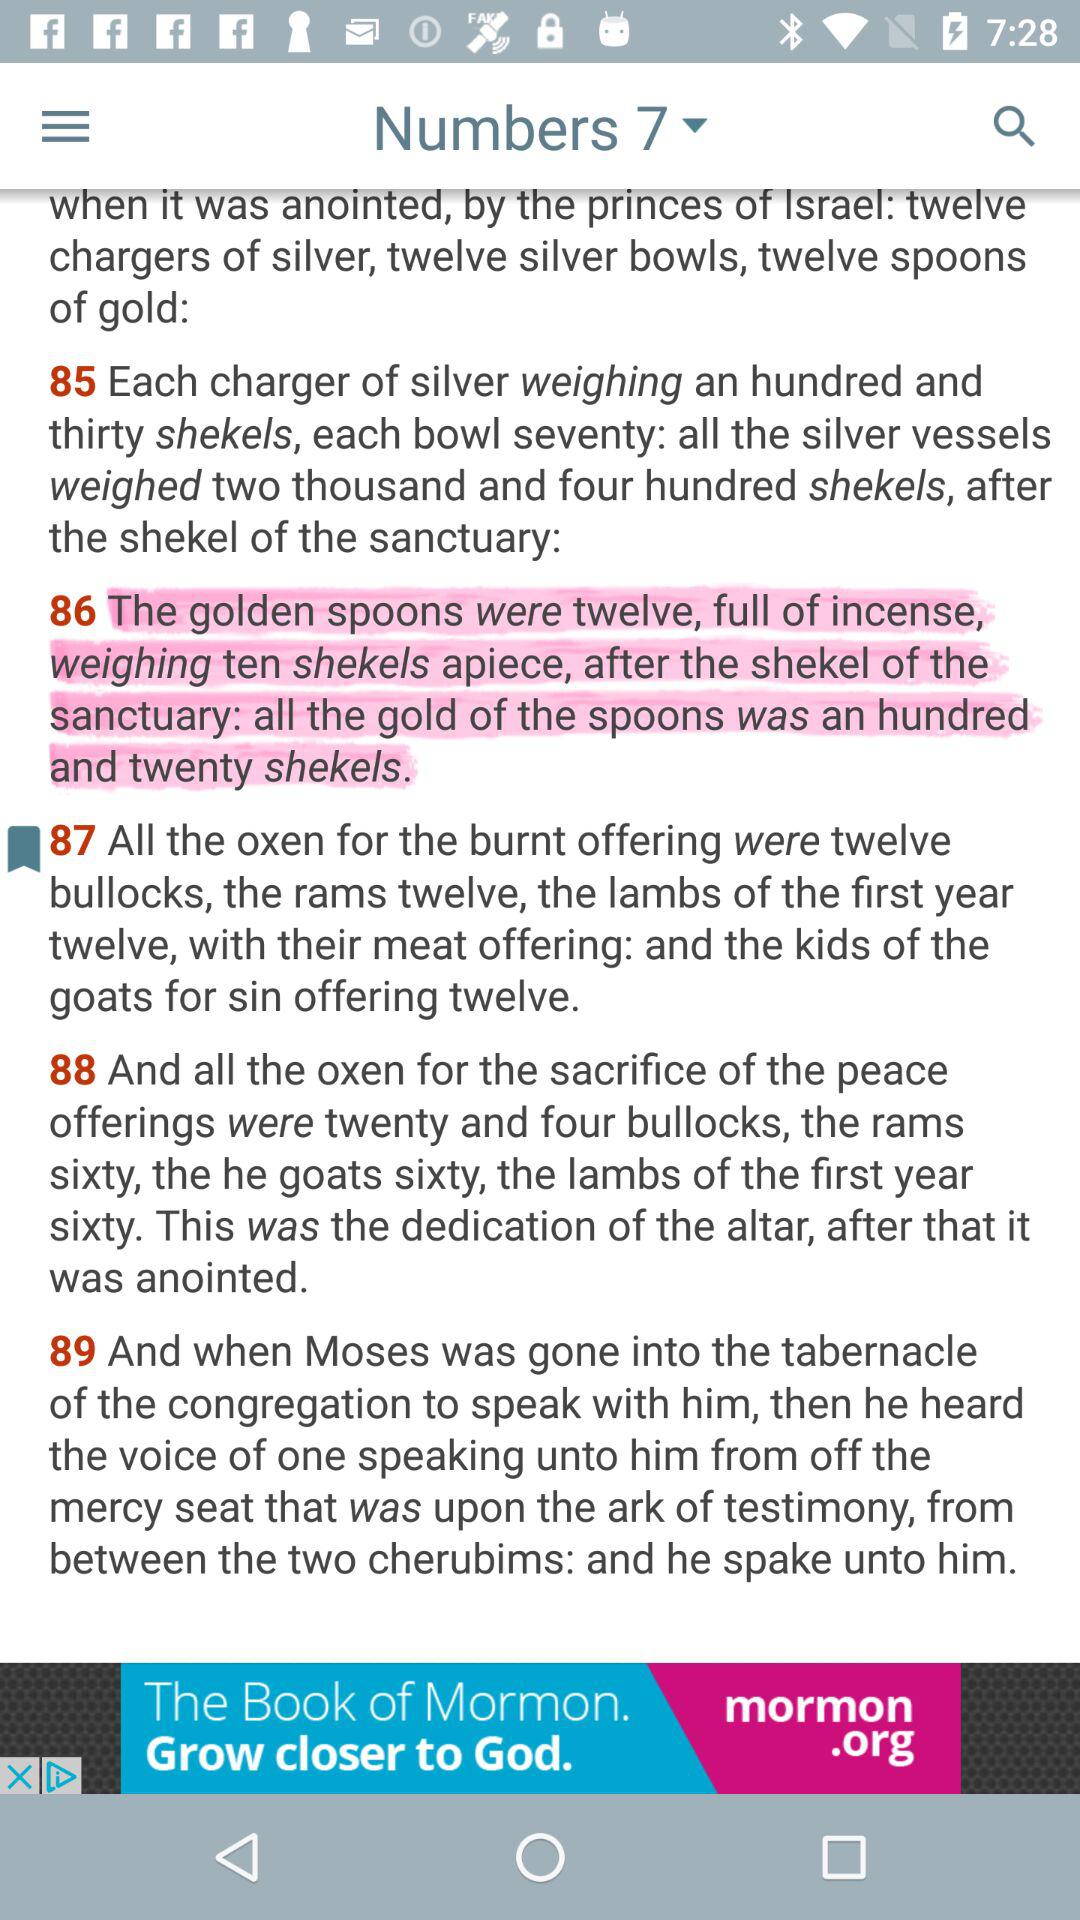 FAKE
7:28
Numbers 7
when it was anointed, by the princes of Israel: twelve
chargers of silver, twelve silver bowls, twelve spoons
of gold:
85 Each charger of silver weighing an hundred and
thirty shekels, each bowl seventy: all the silver vessels
weighed two thousand and four hundred shekels, after
the shekel of the sanctuary:
86 The golden spoons were twelve, full of incense,
weighing ten shekels apiece, after the shekel of the
sanctuary: all the gold of the spoons was an hundred
and twenty shekels.
87 All the oxen for the burnt offering were twelve
bullocks, the rams twelve, the lambs of the first year
twelve, with their meat offering: and the kids of the
goats for sin offering twelve.
88 And all the oxen for the sacrifice of the peace
offerings were twenty and four bullocks, the rams
sixty, the he goats sixty, the lambs of the first year
sixty. This was the dedication of the altar, after that it
was anointed.
89 And when Moses was gone into the tabernacle
of the congregation to speak with him, then he heard
the voice of one speaking unto him from off the
mercy seat that was upon the ark of testimony, from
between the two cherubims: and he spake unto him.
The Book of Mormon.
Grow closer to God.
mormon
.org